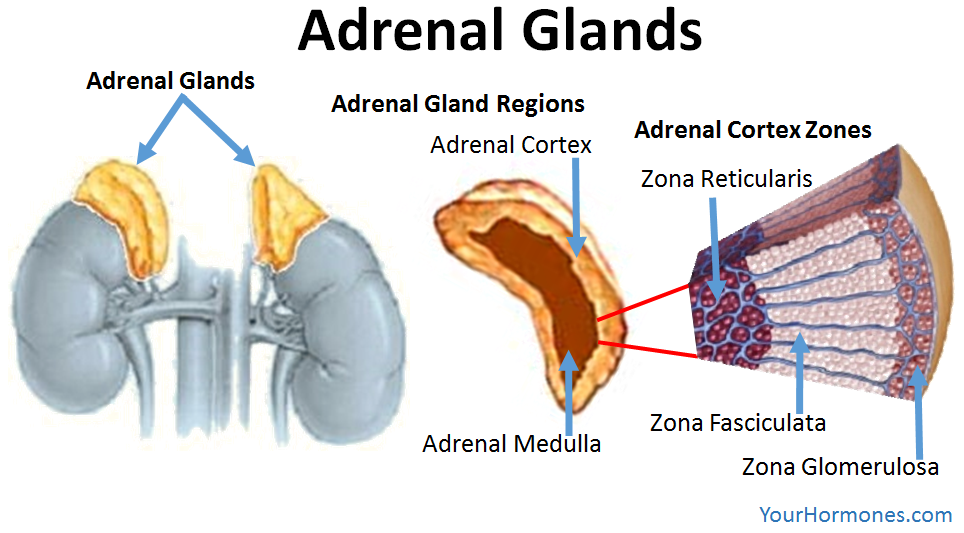 Adrenal Glands
Adrenal Glands
Adrenal Gland Regions
Adrenal Cortex
Adrenal Medulla
Adrenal Cortex Zones
Zona Reticularis
Zona Fasciculata
Zona Glomerulosa
YourHormones.com